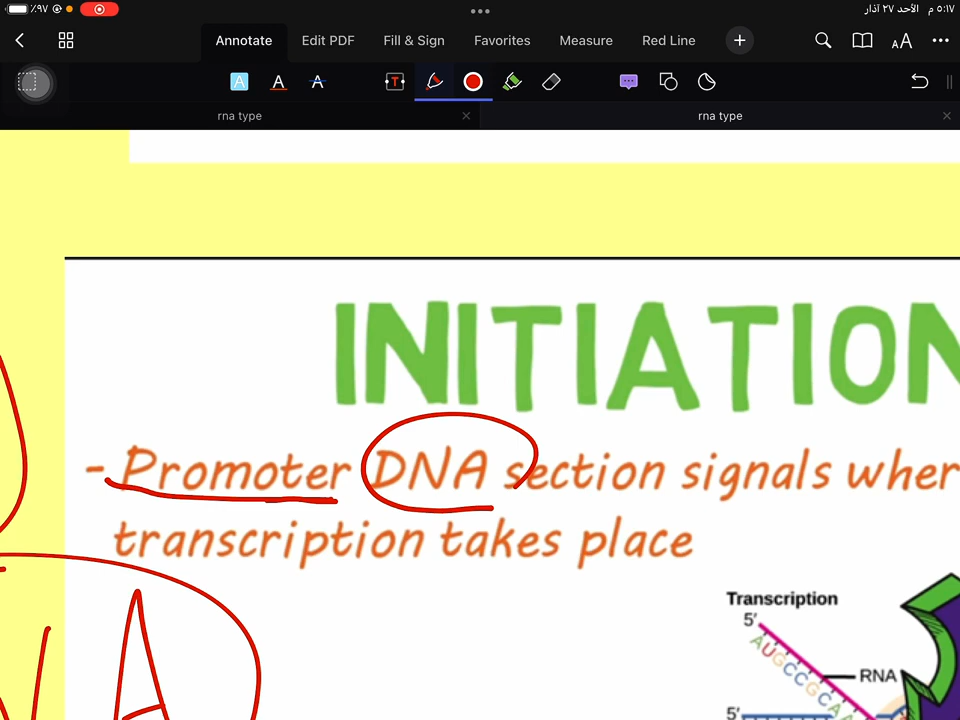 ٪٩٧ الأحد ٢٧ آذار ٥:١٧ م
Annotate Edit PDF Fill & Sign Favorites Measure Red Line
rna type rna type
INITIATION
- Promoter DNA section signals wher
transcription takes place
Transcription
5′
AUGCCGCAA
RNA
5′
A